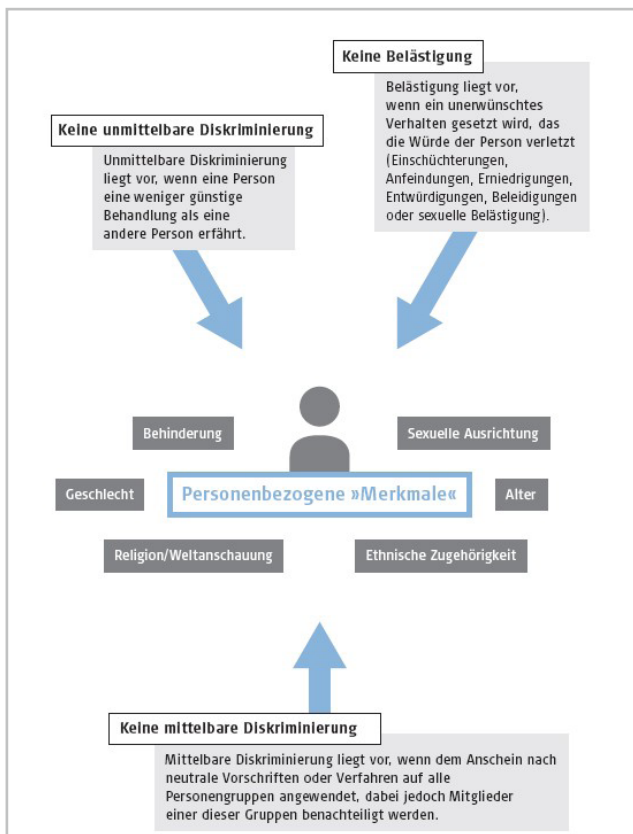 Keine Belästigung
Belästigung liegt vor,
wenn ein unerwünschtes
Verhalten gesetzt wird, das
die Würde der Person verletzt
(Einschüchterungen,
Anfeindungen, Erniedrigungen,
Entwürdigungen, Beleidigungen
oder sexuelle Belästigung).
Keine unmittelbare Diskriminierung
Unmittelbare Diskriminierung
liegt vor, wenn eine Person
eine weniger günstige
Behandlung als eine
andere Person erfährt.
Behinderung
Sexuelle Ausrichtung
Geschlecht
Personenbezogene »Merkmale«
Alter
Religion/Weltanschauung
Ethnische Zugehörigkeit
Keine mittelbare Diskriminierung
Mittelbare Diskriminierung liegt vor, wenn dem Anschein nach
neutrale Vorschriften oder Verfahren auf alle
Personengruppen angewendet, dabei jedoch Mitglieder
einer dieser Gruppen benachteiligt werden.